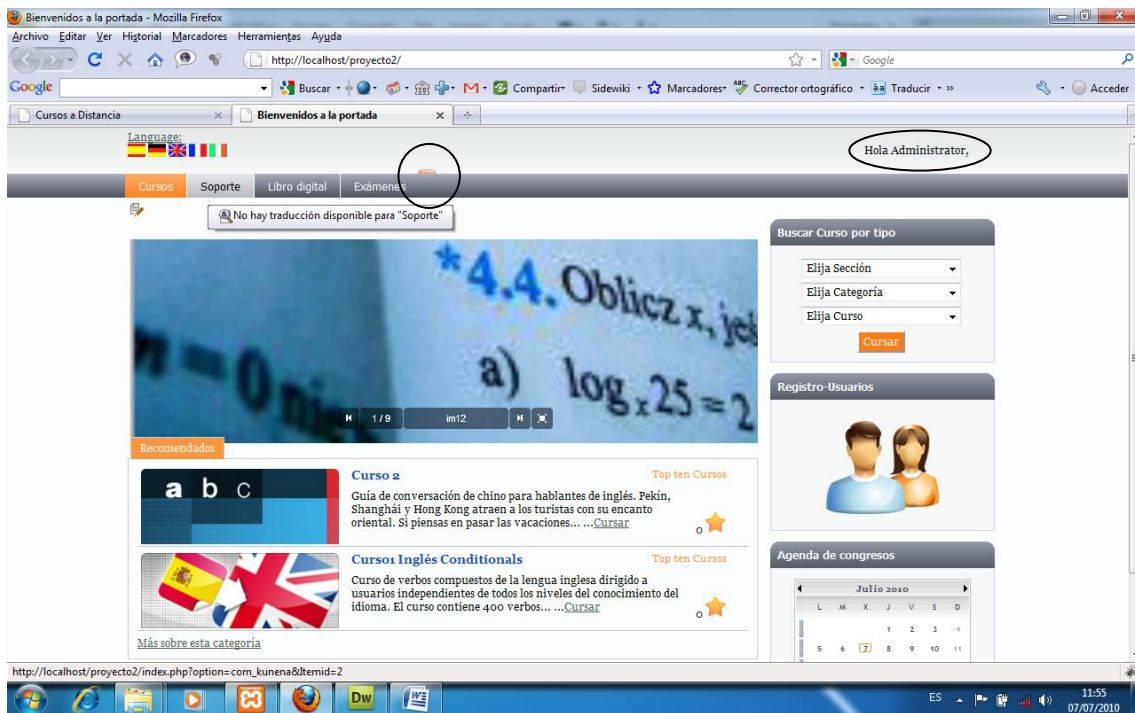 Bienvenidos a la portada - Mozilla Firefox
Archivo Editar Ver Historial Marcadores Herramientas Ayuda
http://localhost/proyecto2/
Google
Google Buscar Compartir Sidewiki Marcadores ABC Corrector ortográfico Traducir » Acceder
Cursos a Distancia
Bienvenidos a la portada
Language:
Hola Administrator,
Cursos Soporte Libro digital Exámenes
No hay traducción disponible para "Soporte"
*4.4. Oblicz x, jeś
= 0
a) logx25=2
1/9 im12
Recomendados
a b c
Curso 2 Top ten Cursos
Guía de conversación de chino para hablantes de inglés. Pekín,
Shanghái y Hong Kong atraen a los turistas con su encanto
oriental. Si piensas en pasar las vacaciones... ...Cursar
0
Curso1 Inglés Conditionals Top ten Cursos
Curso de verbos compuestos de la lengua inglesa dirigido a
usuarios independientes de todos los niveles del conocimiento del
idioma. El curso contiene 400 verbos... ...Cursar
0
Más sobre esta categoría
Buscar Curso por tipo
Elija Sección
Elija Categoría
Elija Curso
Cursar
Registro-Usuarios
Agenda de congresos
Julio 2010
L M X J V S D
1 2 3 4
5 6 7 8 9 10 11
http://localhost/proyecto2/index.php?option=com_kunena&Itemid=2
Dw
ES
11:55
07/07/2010